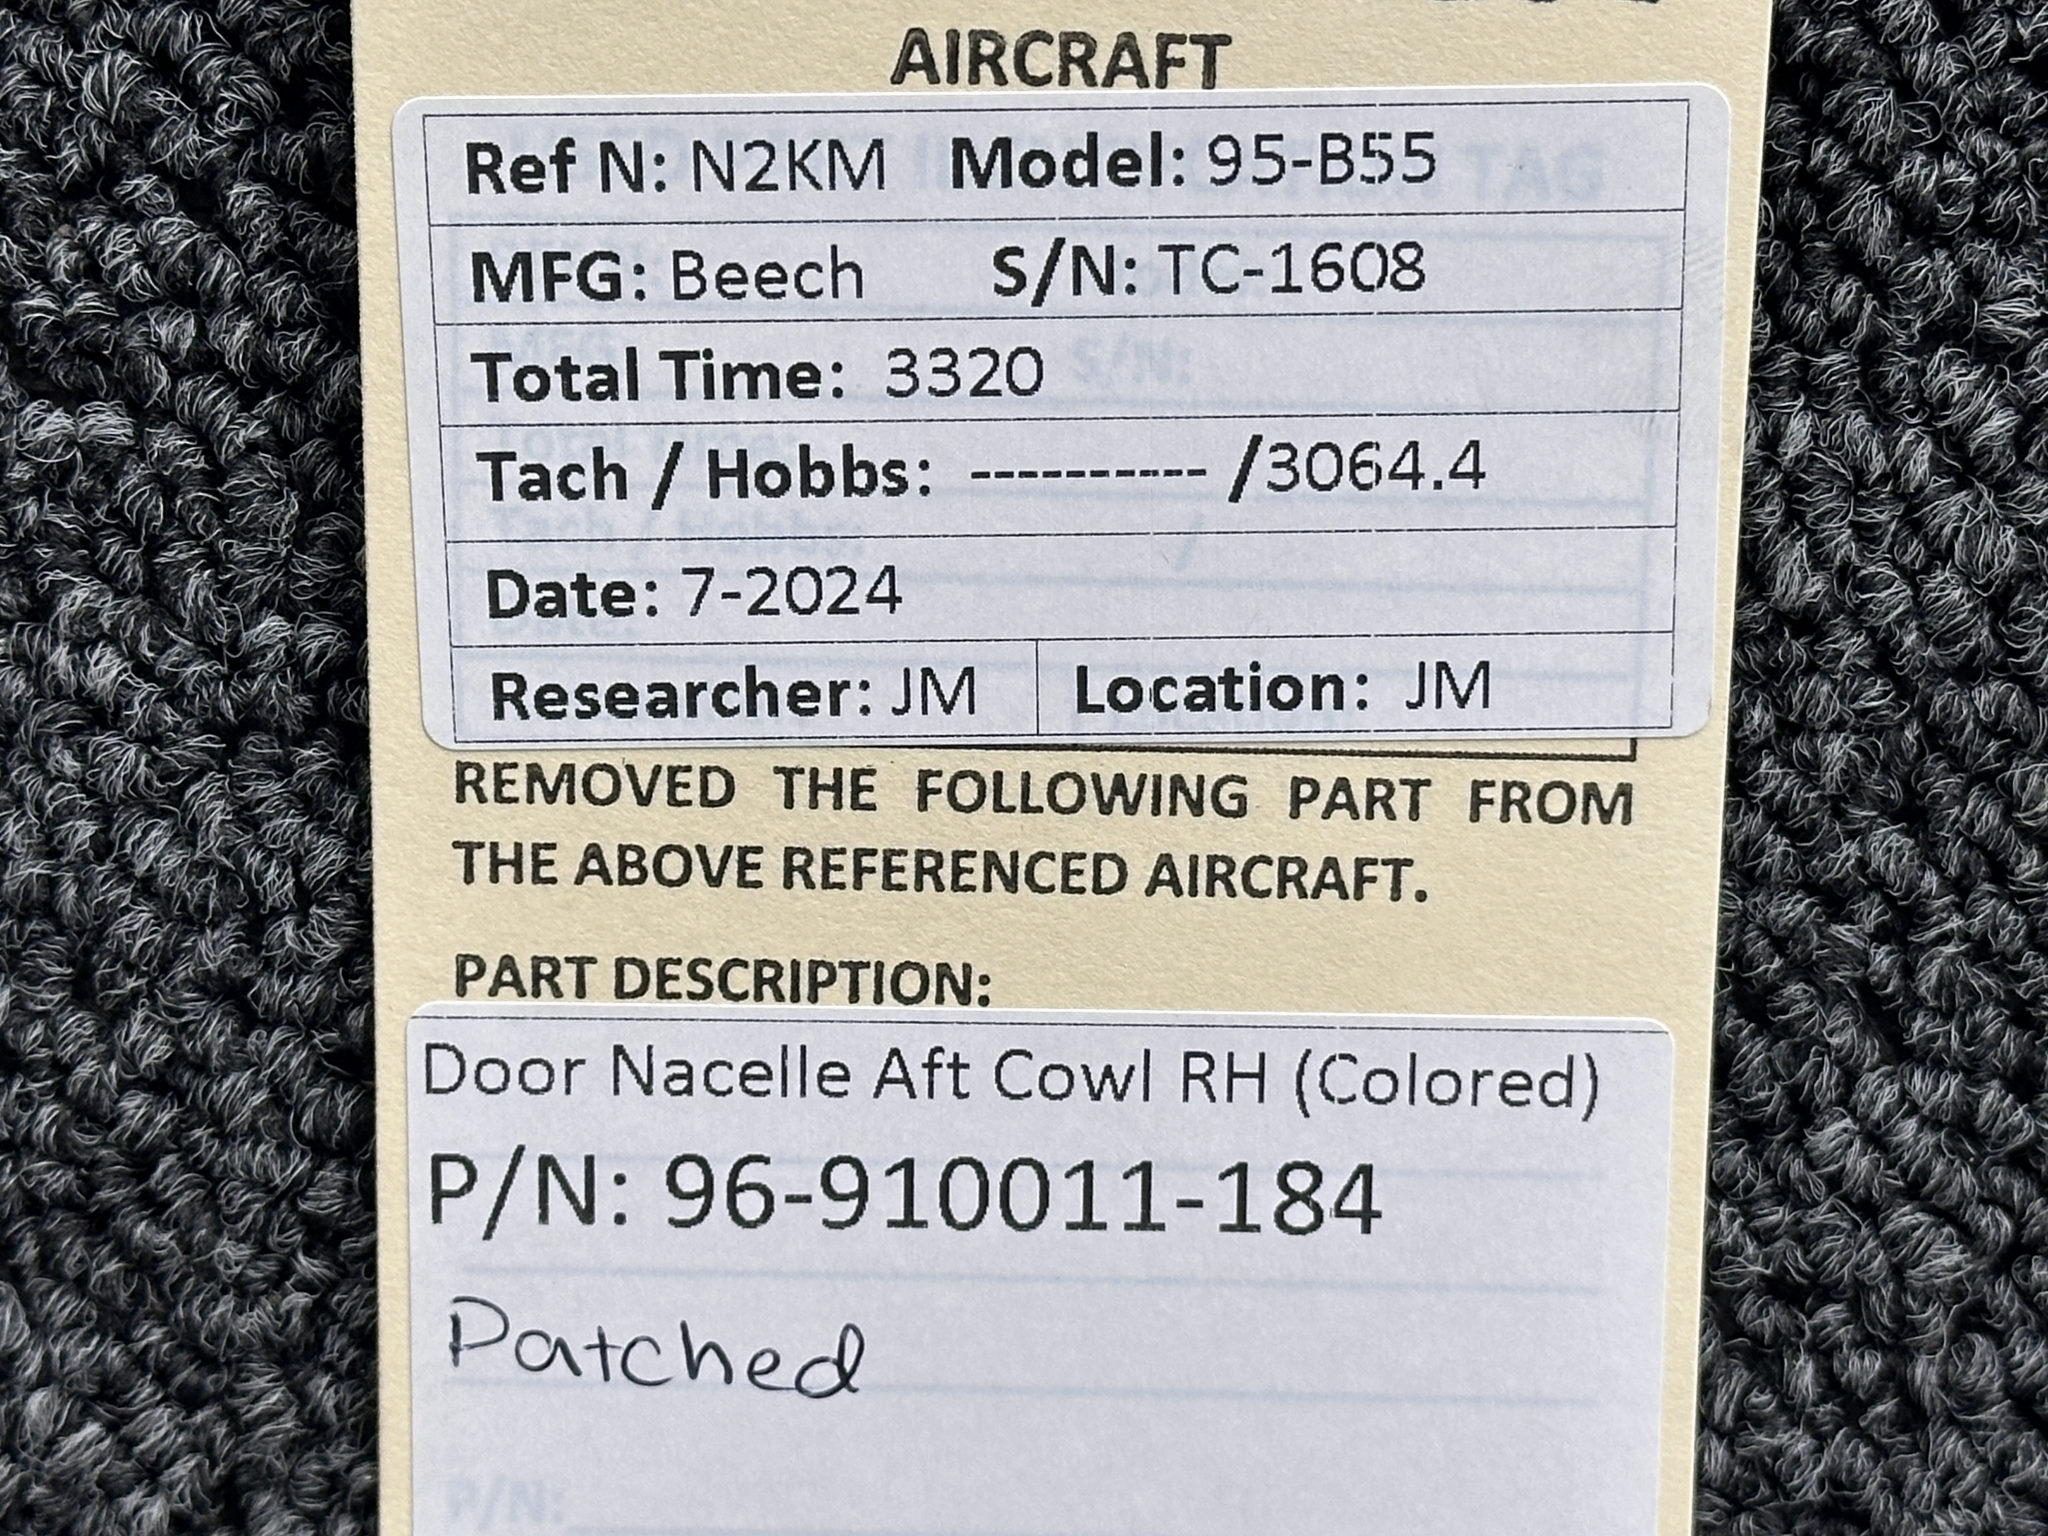 AIRCRAFT
Ref N: N2KM Model: 95-B55
MFG: Beech S/N: TC-1608
Total Time: 3320
Tach / Hobbs: ---------- /3064.4
Date: 7-2024
Researcher: JM Location: JM
REMOVED THE FOLLOWING PART FROM
THE ABOVE REFERENCED AIRCRAFT.
PART DESCRIPTION:
Door Nacelle Aft Cowl RH (Colored)
P/N: 96-910011-184
Patched
P/N: